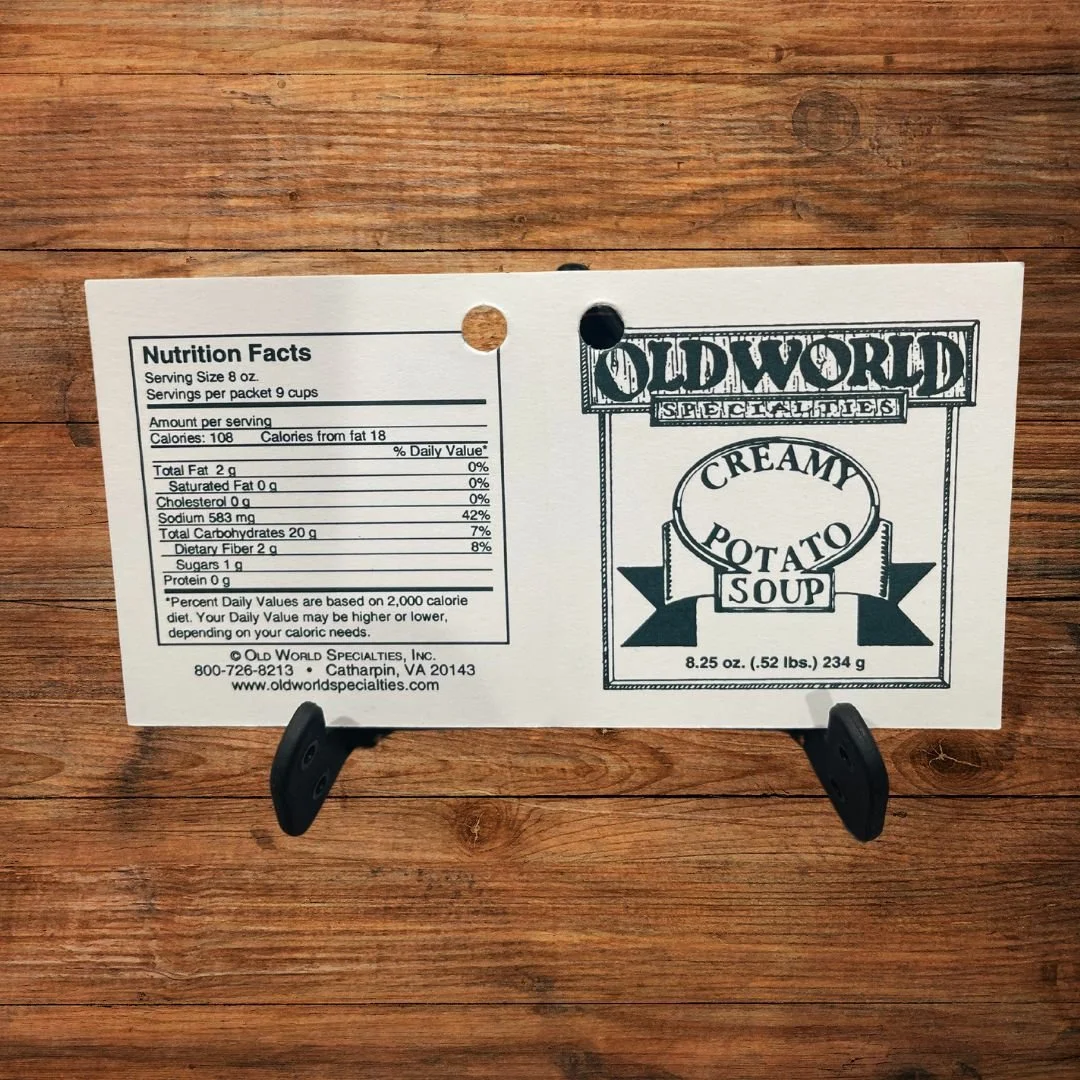 Nutrition Facts
Serving Size 8 oz.
Servings per packet 9 cups
Amount per serving
Calories: 108 Calories from fat 18
% Daily Value*
Total Fat 2 g 0%
Saturated Fat 0 g 0%
Cholesterol 0 g 0%
Sodium 583 mg 42%
Total Carbohydrates 20 g 7%
Dietary Fiber 2 g 8%
Sugars 1 g
Protein 0 g
*Percent Daily Values are based on 2,000 calorie
diet. Your Daily Value may be higher or lower,
depending on your caloric needs.
© OLD WORLD SPECIALTIES, INC.
800-726-8213 • Catharpin, VA 20143
www.oldworldspecialties.com
OLD WORLD
SPECIALTIES
CREAMY
POTATO
SOUP
8.25 oz. (.52 lbs.) 234 g